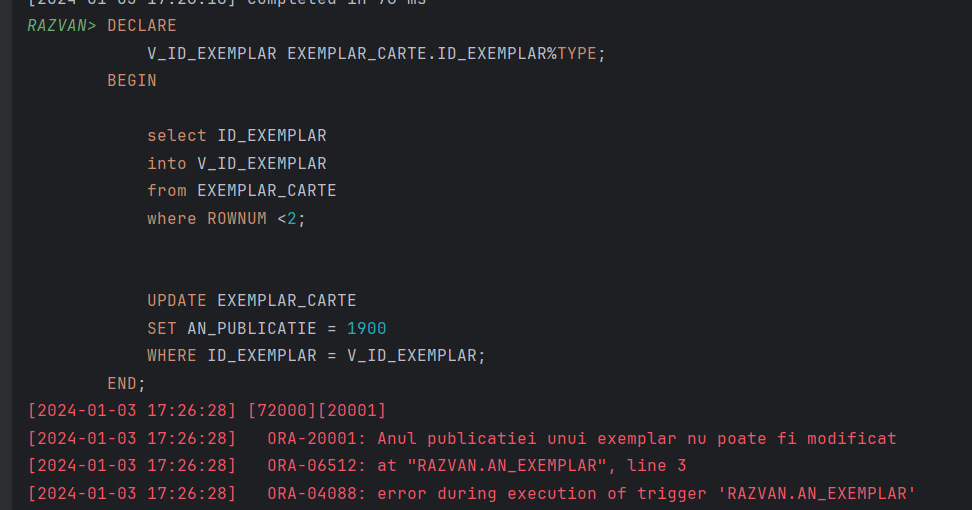 [2024-01-03 17:26:18] completed in 78 ms
RAZVAN> DECLARE
V_ID_EXEMPLAR EXEMPLAR_CARTE.ID_EXEMPLAR%TYPE;
BEGIN
select ID_EXEMPLAR
into V_ID_EXEMPLAR
from EXEMPLAR_CARTE
where ROWNUM <2;
UPDATE EXEMPLAR_CARTE
SET AN_PUBLICATIE = 1900
WHERE ID_EXEMPLAR = V_ID_EXEMPLAR;
END;
[2024-01-03 17:26:28] [72000][20001]
[2024-01-03 17:26:28] ORA-20001: Anul publicatiei unui exemplar nu poate fi modificat
[2024-01-03 17:26:28] ORA-06512: at "RAZVAN.AN_EXEMPLAR", line 3
[2024-01-03 17:26:28] ORA-04088: error during execution of trigger 'RAZVAN.AN_EXEMPLAR'